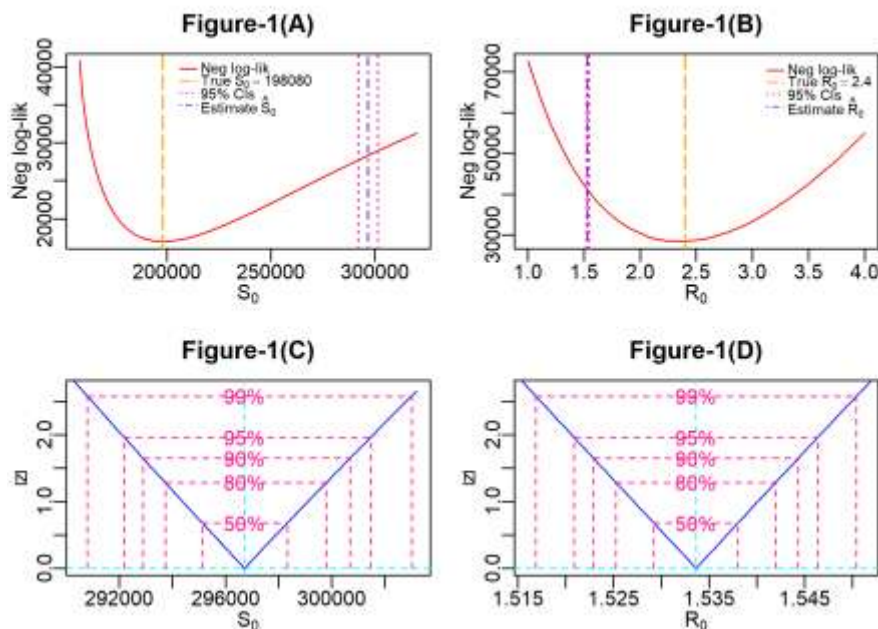 Figure-1(A)
Neg log-lik
40000
30000
20000
Neg log-lik
True S0 = 198080
95% CIs
Estimate Ŝ0
200000 250000 300000
S0
Figure-1(B)
Neg log-lik
70000
50000
30000
Neg log-lik
True R0 = 2.4
95% CIs
Estimate R̂0
1.0 1.5 2.0 2.5 3.0 3.5 4.0
R0
Figure-1(C)
|z|
2.0
1.0
0.0
99%
95%
90%
80%
50%
292000 296000 300000
S0
Figure-1(D)
|z|
2.0
1.0
0.0
99%
95%
90%
80%
50%
1.515 1.525 1.535 1.545
R0